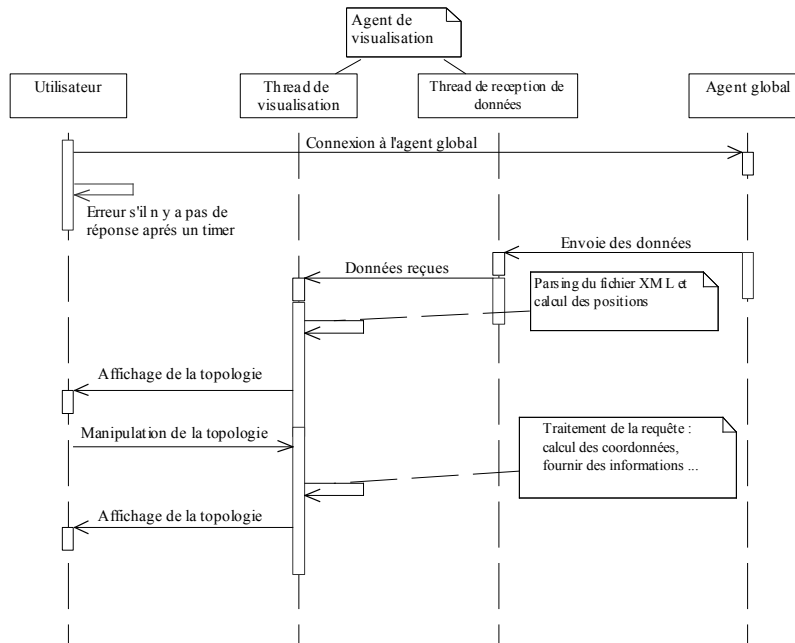 Agent de
visualisation
Utilisateur
Thread de
visualisation
Thread de reception de
données
Agent global
Connexion à l'agent global
Erreur s'il n y a pas de
réponse aprés un timer
Envoie des données
Données reçues
Parsing du fichier XML et
calcul des positions
Affichage de la topologie
Manipulation de la topologie
Traitement de la requête :
calcul des coordonnées,
fournir des informations ...
Affichage de la topologie